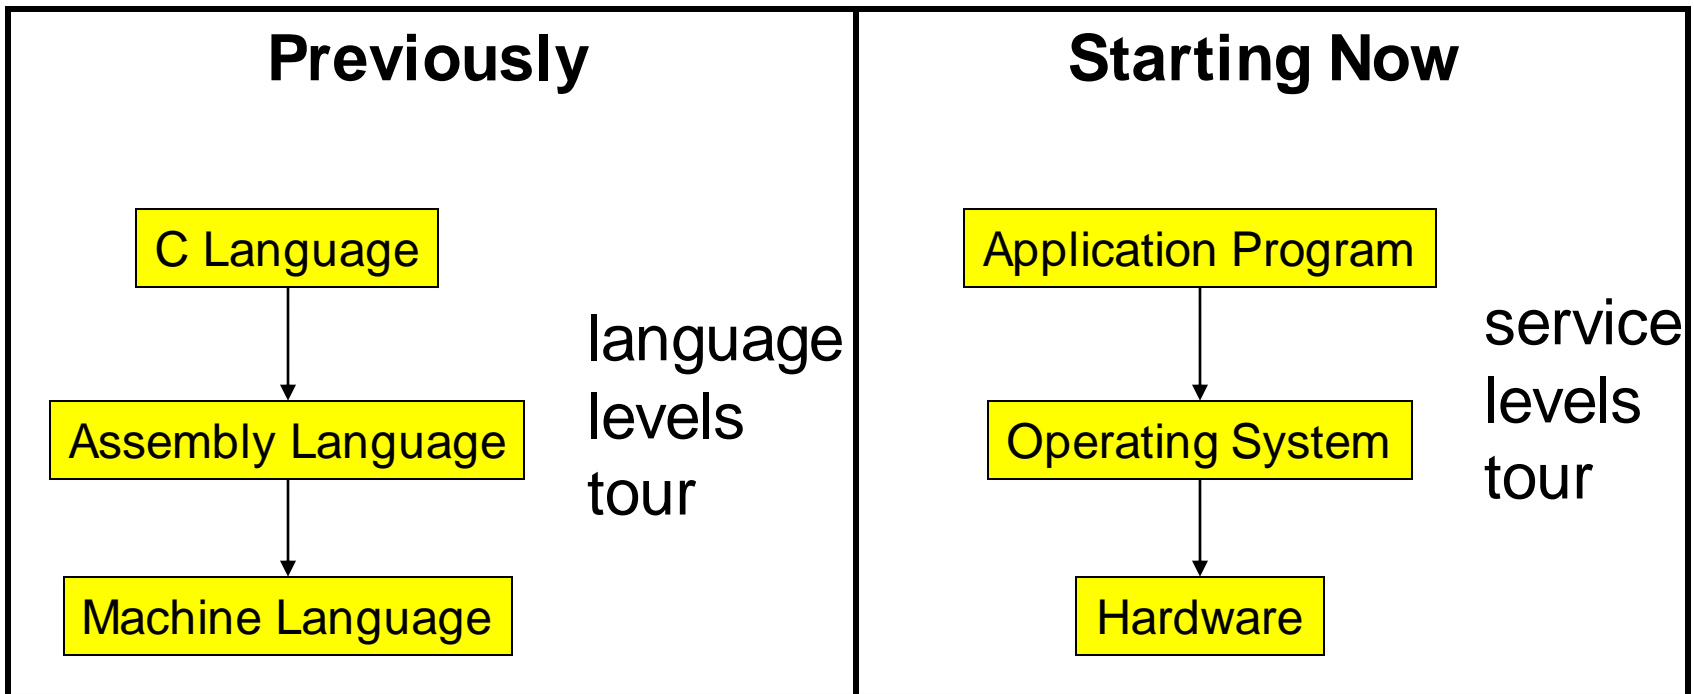 Previously
C Language
Assembly Language
Machine Language
language
levels
tour
Starting Now
Application Program
Operating System
Hardware
service
levels
tour